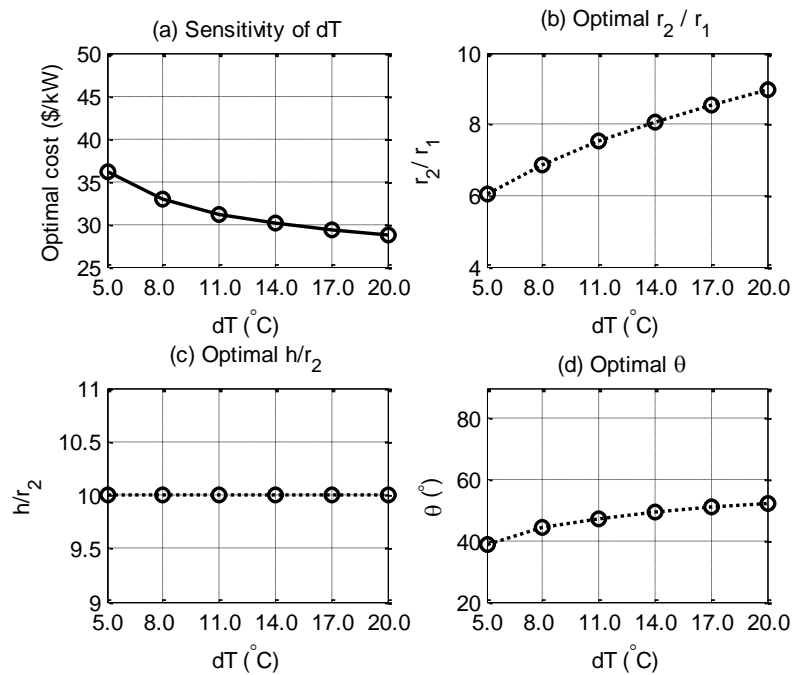 (a) Sensitivity of dT
Optimal cost ($/kW)
50
45
40
35
30
25
5.0 8.0 11.0 14.0 17.0 20.0
dT (°C)
(b) Optimal r₂ / r₁
r₂/ r₁
10
8
6
4
5.0 8.0 11.0 14.0 17.0 20.0
dT (°C)
(c) Optimal h/r₂
h/r₂
11
10.5
10
9.5
9
5.0 8.0 11.0 14.0 17.0 20.0
dT (°C)
(d) Optimal θ
θ (°)
80
60
40
20
5.0 8.0 11.0 14.0 17.0 20.0
dT (°C)